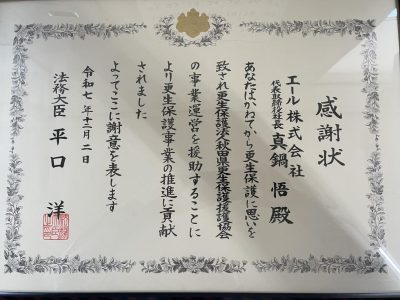 感謝状
エール株式会社
代表取締役社長 真鍋 悟 殿
あなたはかねてから更生保護に思いを
致され更生保護法人秋田県更生保護援護協会
の事業運営を援助することに
より更生保護事業の推進に貢献
されました
よってここに謝意を表します
令和七年十二月二日
法務大臣 平口 洋